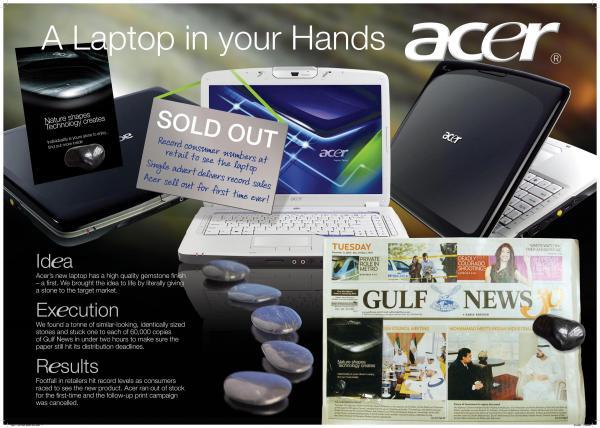 A Laptop in your Hands
acer
Nature shapes
Technology creates
Individuality is yours alone to enjoy...
find out more inside
acer
SOLD OUT
Record consumer numbers at
retail to see the laptop
Single advert delivers record sales
Acer sell out for first time ever!
acer
acer
Idea
Acer's new laptop has a high quality gemstone finish
– a first. We brought the idea to life by literally giving
a stone to the target market.
Execution
We found a tonne of similar-looking, identically sized
stones and stuck one to each of 60,000 copies
of Gulf News in under two hours to make sure the
paper still hit its distribution deadlines.
Results
Footfall in retailers hit record levels as consumers
raced to see the new product. Acer ran out of stock
for the first-time and the follow-up print campaign
was cancelled.
TUESDAY
PRIVATE
ROLE IN
METRO
DEADLY
COLORADO
SHOOTINGS
GULF NEWS
COUNCIL MEETING
Nature shapes
Technology creates